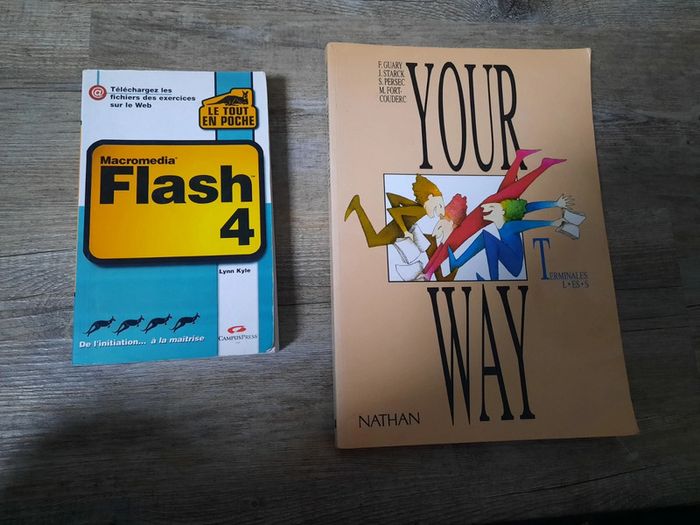 @ Téléchargez les
fichiers des exercices
sur le Web
LE TOUT
EN POCHE
Macromedia®
Flash™
4
Lynn Kyle
De l'initiation... à la maîtrise
CAMPUSPRESS
F. GUARY
J. STARCK
S. PERSEC
M. FORT-
COUDERC
YOUR
WAY
TERMINALES
L • ES • S
NATHAN